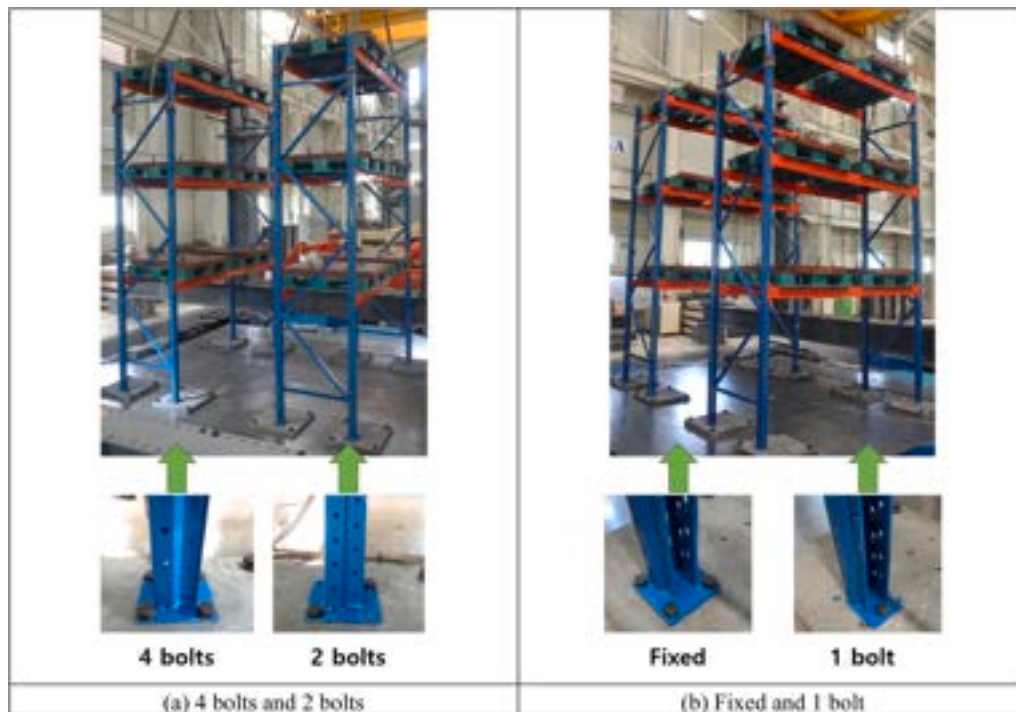 4 bolts
2 bolts
Fixed
1 bolt
(a) 4 bolts and 2 bolts
(b) Fixed and 1 bolt